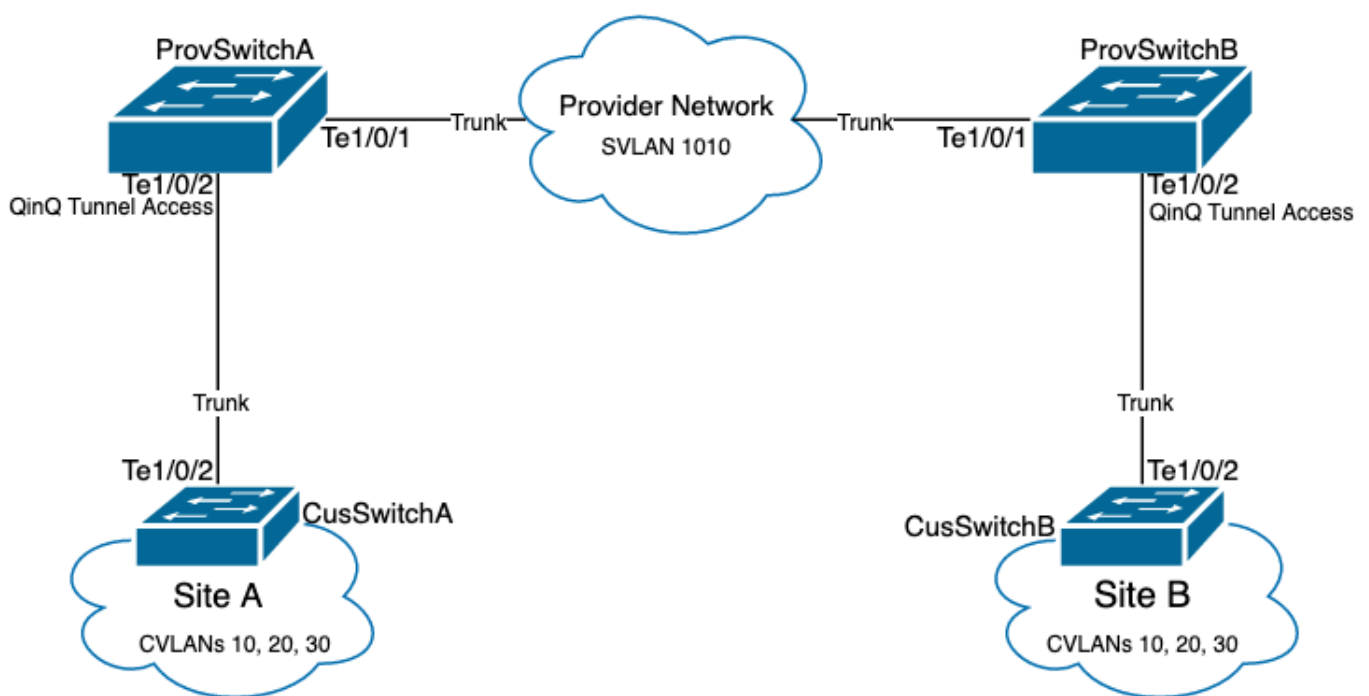 ProvSwitchA
ProvSwitchB
Provider Network
SVLAN 1010
Te1/0/1
Trunk
Trunk
Te1/0/1
Te1/0/2
QinQ Tunnel Access
Te1/0/2
QinQ Tunnel Access
Trunk
Trunk
Te1/0/2
Te1/0/2
CusSwitchA
CusSwitchB
Site A
CVLANs 10, 20, 30
Site B
CVLANs 10, 20, 30